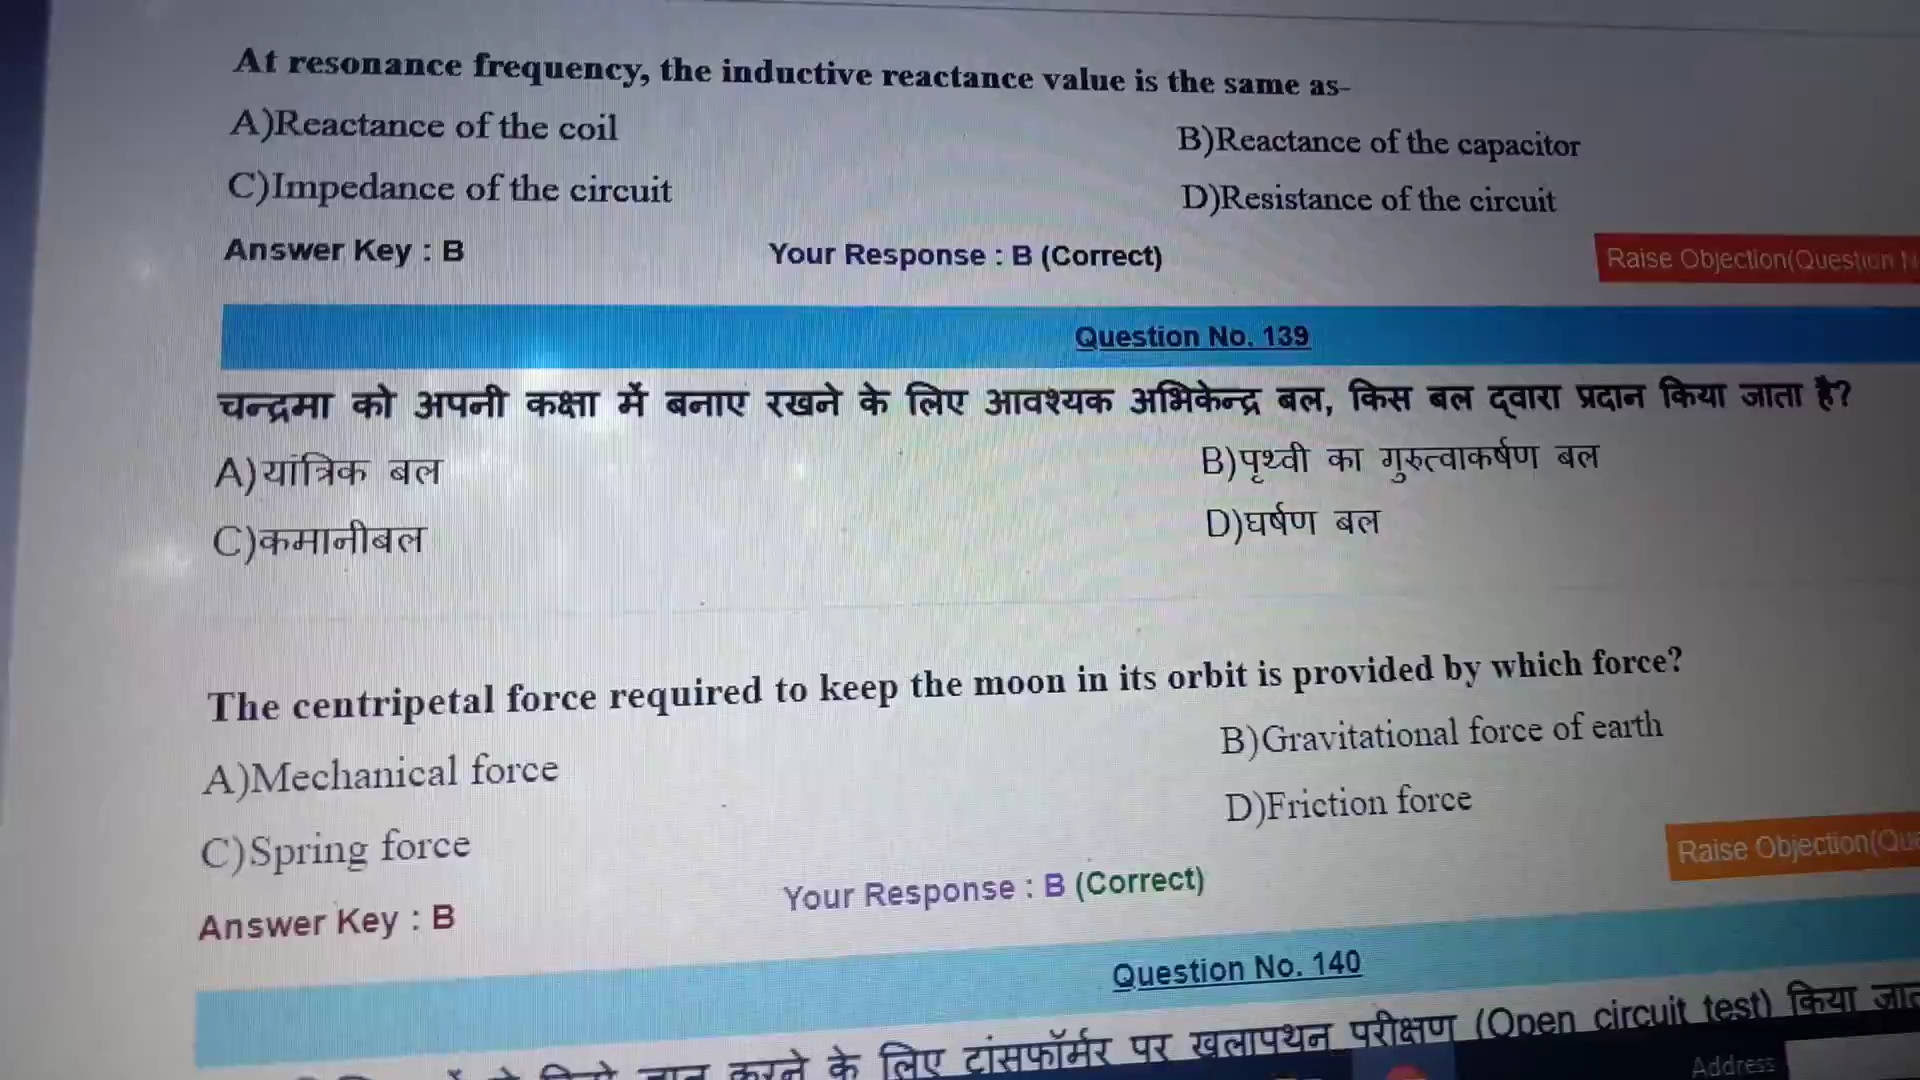 At resonance frequency, the inductive reactance value is the same as-
A)Reactance of the coil
B)Reactance of the capacitor
C)Impedance of the circuit
D)Resistance of the circuit
Answer Key : B
Your Response : B (Correct)
Raise Objection(Question
Question No. 139
चन्द्रमा को अपनी कक्षा में बनाए रखने के लिए आवश्यक अभिकेन्द्र बल, किस बल द्वारा प्रदान किया जाता है?
A)यांत्रिक बल
B)पृथ्वी का गुरुत्वाकर्षण बल
C)कमानीबल
D)घर्षण बल
The centripetal force required to keep the moon in its orbit is provided by which force?
A)Mechanical force
B)Gravitational force of earth
C)Spring force
D)Friction force
Raise Objection(Que
Answer Key : B
Your Response : B (Correct)
Question No. 140
करने के लिए ट्रांसफॉर्मर पर खुलापथन परीक्षण (Open circuit test) किया
Address